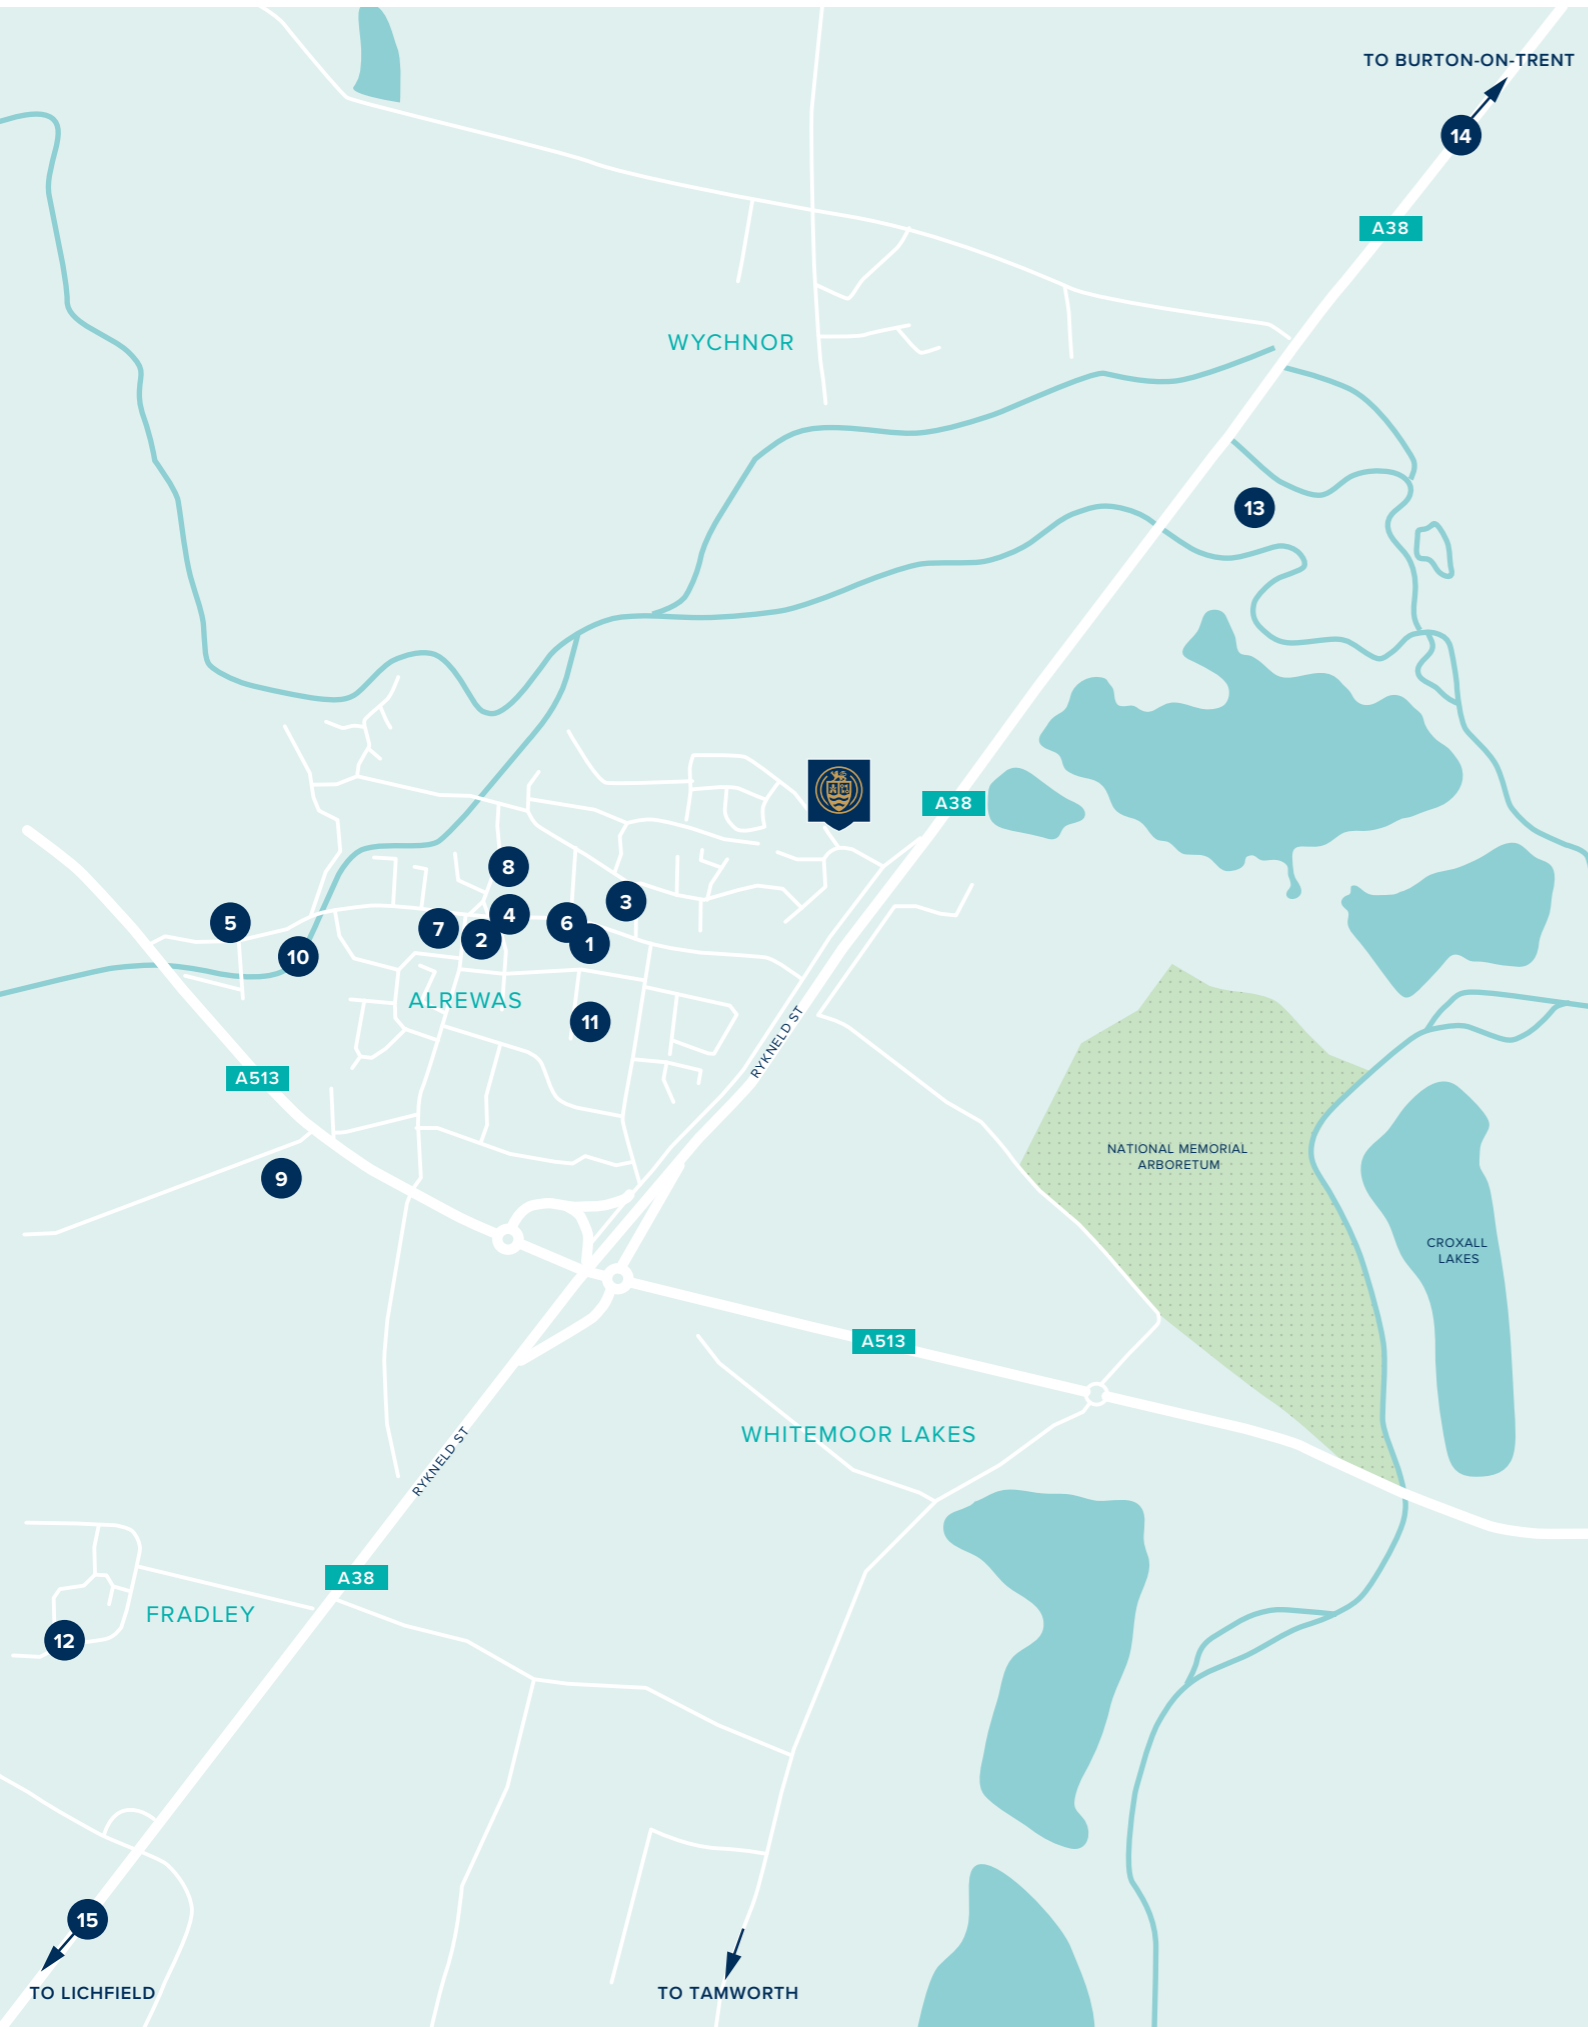 TO BURTON-ON-TRENT
14
A38
WYCHNOR
13
A38
8
3
4
5
6
7
2
1
10
ALREWAS
11
RYKNELD ST
A513
NATIONAL MEMORIAL
ARBORETUM
9
CROXALL
LAKES
A513
WHITEMOOR LAKES
RYKNELD ST
A38
FRADLEY
12
15
TO LICHFIELD
TO TAMWORTH